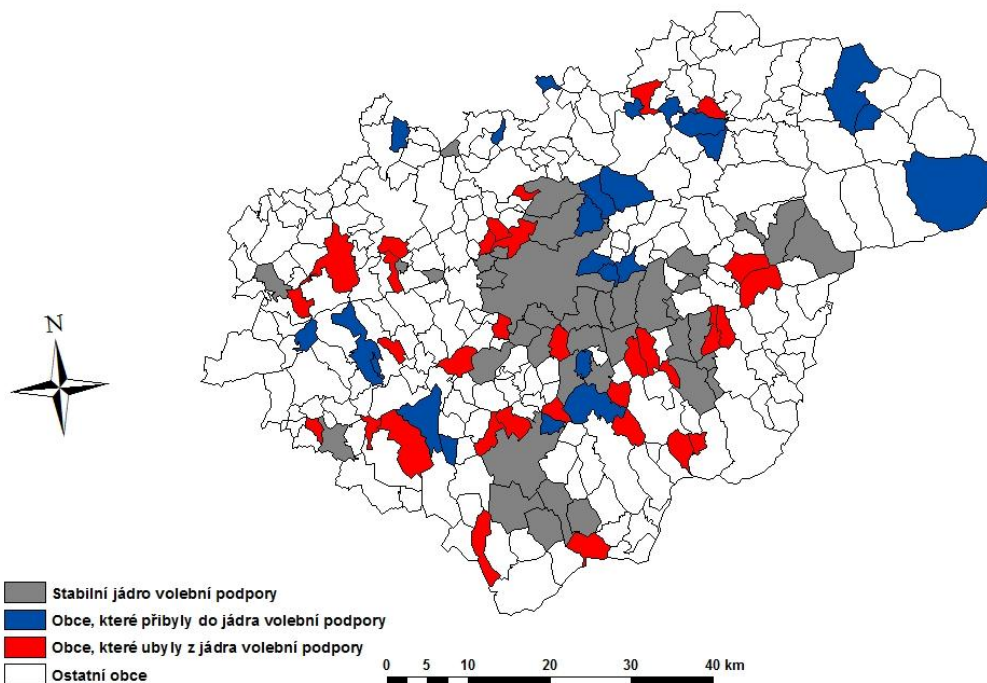 N
Stabilní jádro volební podpory
Obce, které přibyly do jádra volební podpory
Obce, které ubyly z jádra volební podpory
Ostatní obce
0 5 10 20 30 40 km